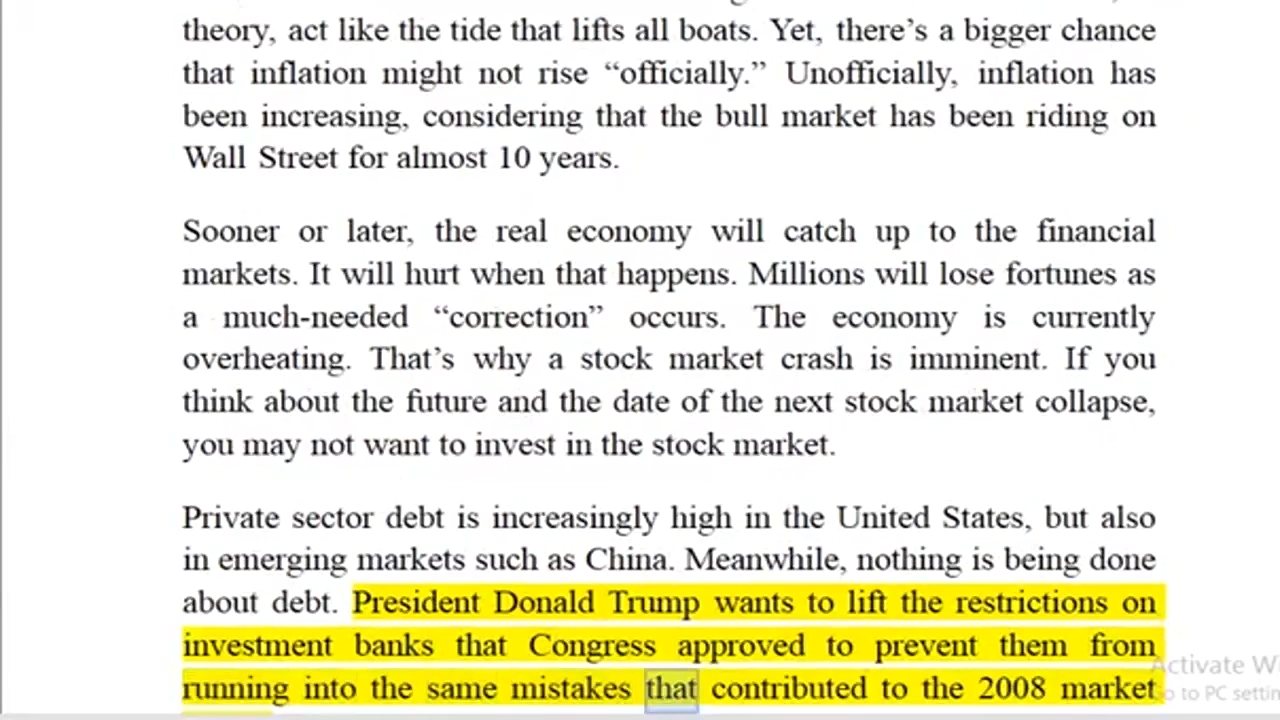 theory, act like the tide that lifts all boats. Yet, there’s a bigger chance
that inflation might not rise “officially.” Unofficially, inflation has
been increasing, considering that the bull market has been riding on
Wall Street for almost 10 years.
Sooner or later, the real economy will catch up to the financial
markets. It will hurt when that happens. Millions will lose fortunes as
a much-needed “correction” occurs. The economy is currently
overheating. That’s why a stock market crash is imminent. If you
think about the future and the date of the next stock market collapse,
you may not want to invest in the stock market.
Private sector debt is increasingly high in the United States, but also
in emerging markets such as China. Meanwhile, nothing is being done
about debt. President Donald Trump wants to lift the restrictions on
investment banks that Congress approved to prevent them from
running into the same mistakes that contributed to the 2008 market
Activate Wi
Go to PC settin